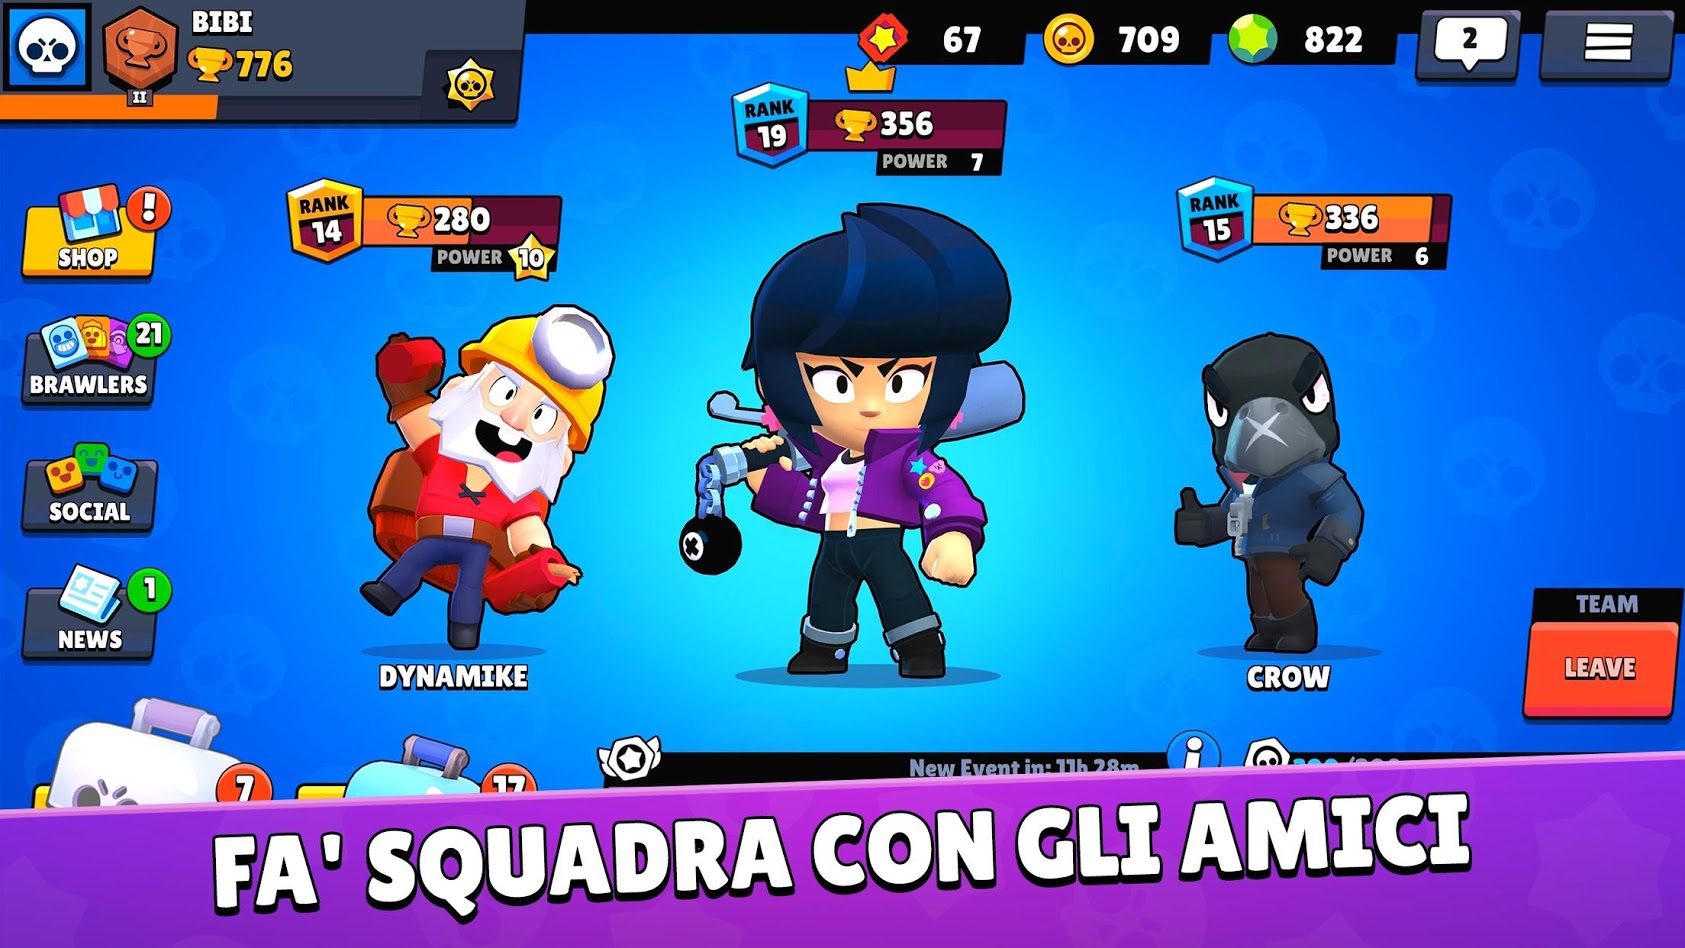 BIBI
776
II
67
709
822
2
RANK
19
356
POWER 7
RANK
14
280
POWER 10
RANK
15
336
POWER 6
!
SHOP
21
BRAWLERS
SOCIAL
1
NEWS
DYNAMIKE
CROW
TEAM
LEAVE
7
17
New Event in: 11h 28m
i
FA' SQUADRA CON GLI AMICI